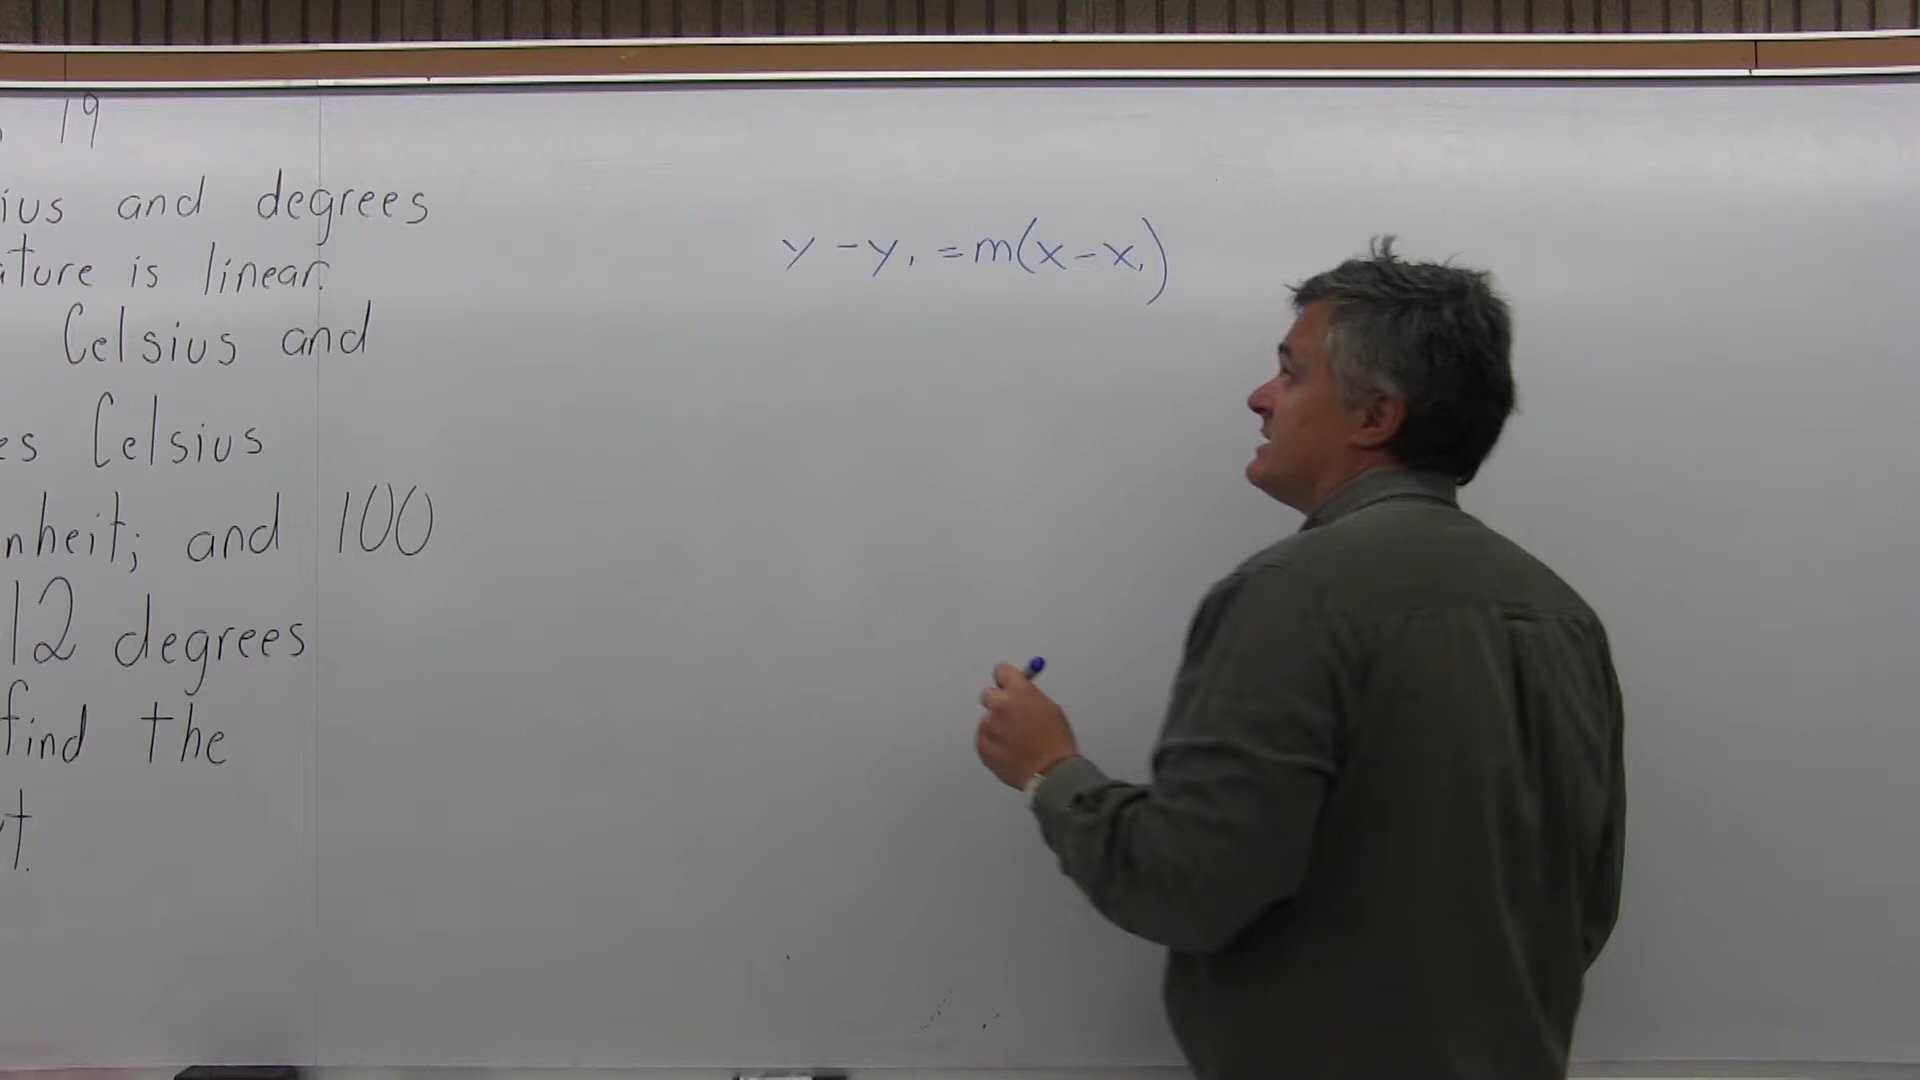 19
ius and degrees
ature is linear.
Celsius and
es Celsius
nheit; and 100
12 degrees
find the
t.
y - y₁ = m(x - x₁)